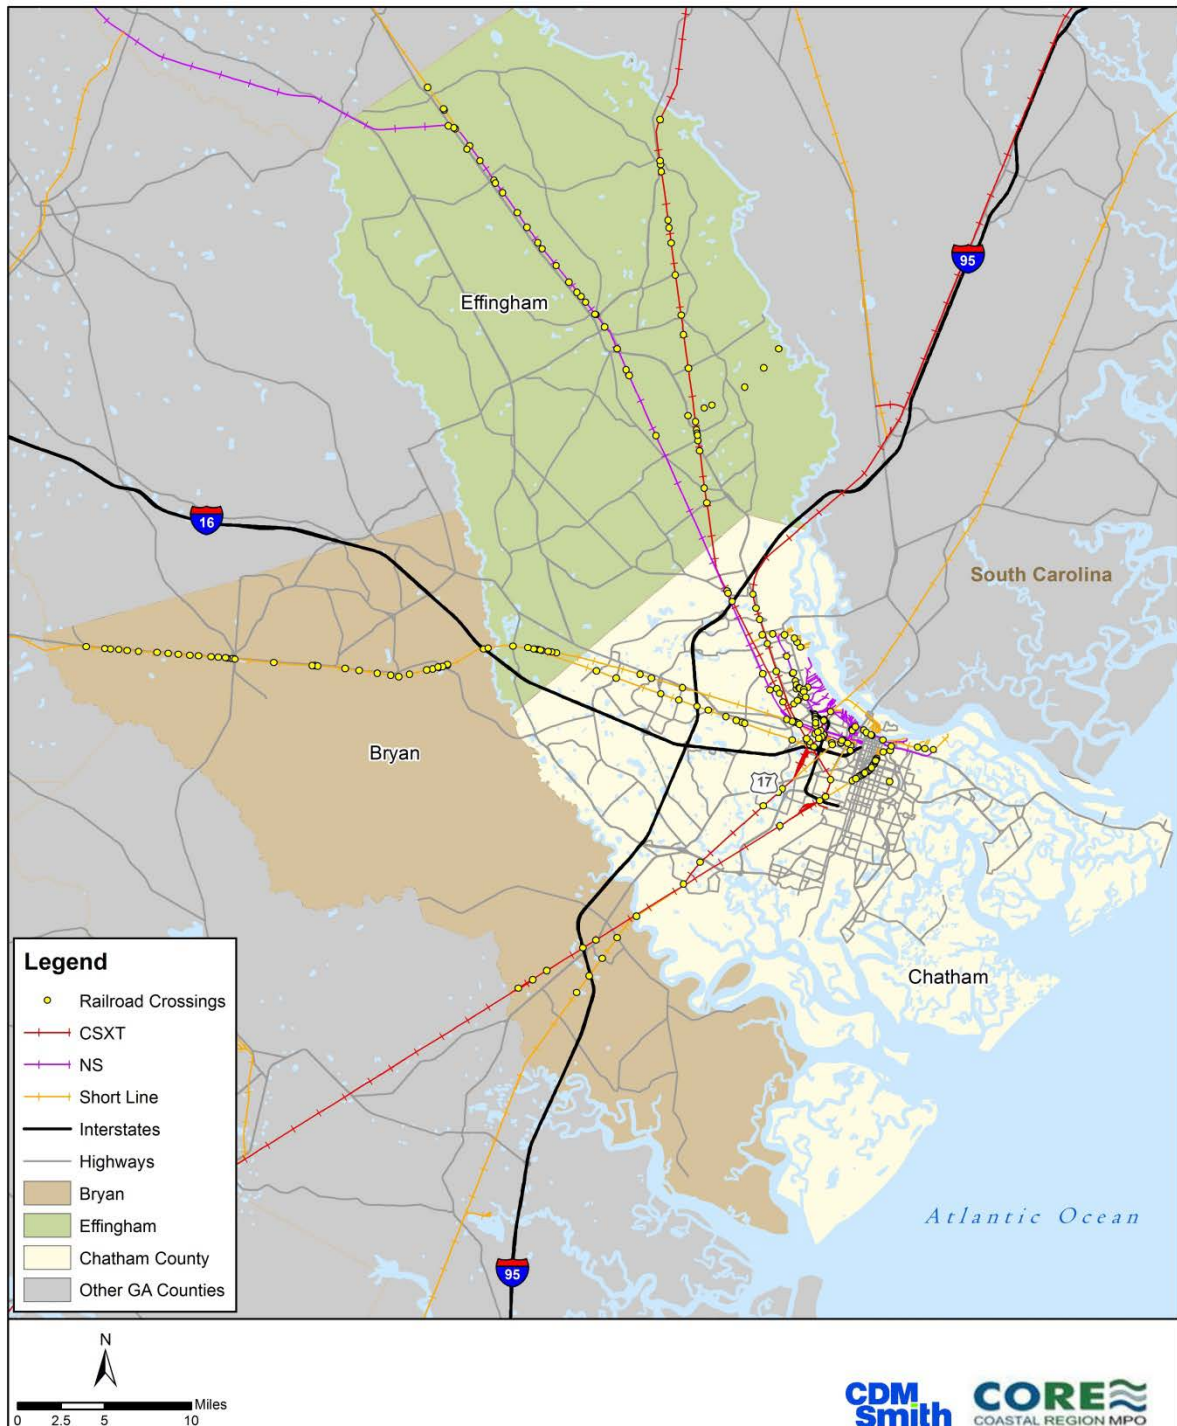 95
Effingham
16
South Carolina
Bryan
17
Chatham
Legend
Railroad Crossings
CSXT
NS
Short Line
Interstates
Highways
Bryan
Effingham
Chatham County
Other GA Counties
Atlantic Ocean
95
N
Miles
0 2.5 5 10
CDM
Smith
CORE
COASTAL REGION MPO